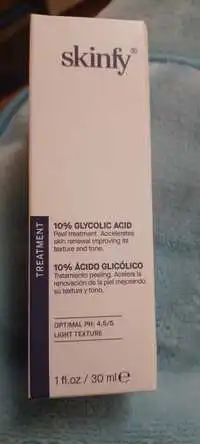 skinfy®
TREATMENT
10% GLYCOLIC ACID
Peel treatment. Accelerates
skin renewal improving its
texture and tone.
10% ÁCIDO GLICÓLICO
Tratamiento peeling. Acelera la
renovación de la piel mejorando
su textura y tono.
OPTIMAL PH: 4,5/5
LIGHT TEXTURE
1 fl.oz/ 30 ml ℮